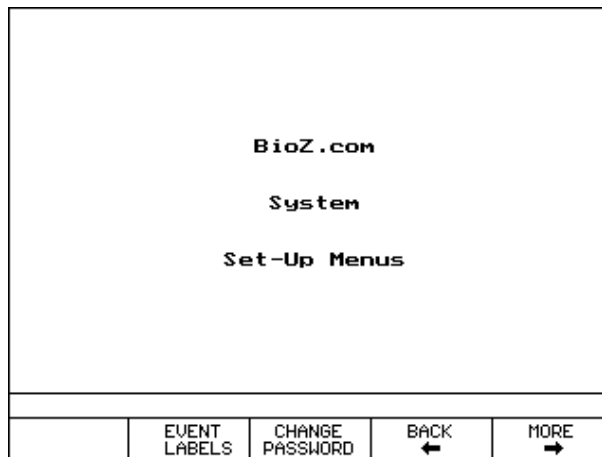 BioZ.com
System
Set-Up Menus
EVENT LABELS
CHANGE PASSWORD
BACK
MORE